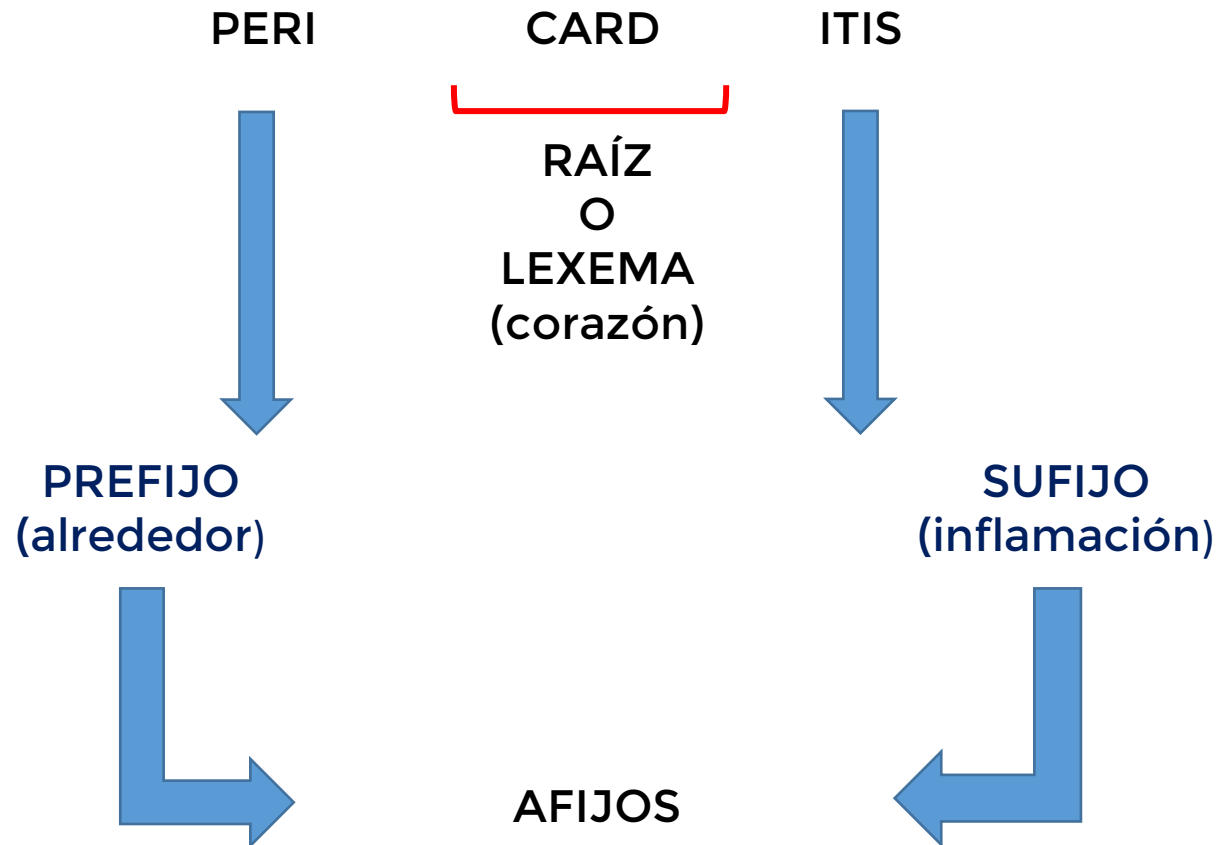 PERI CARD ITIS
RAÍZ
O
LEXEMA
(corazón)
PREFIJO
(alrededor)
SUFIJO
(inflamación)
AFIJOS